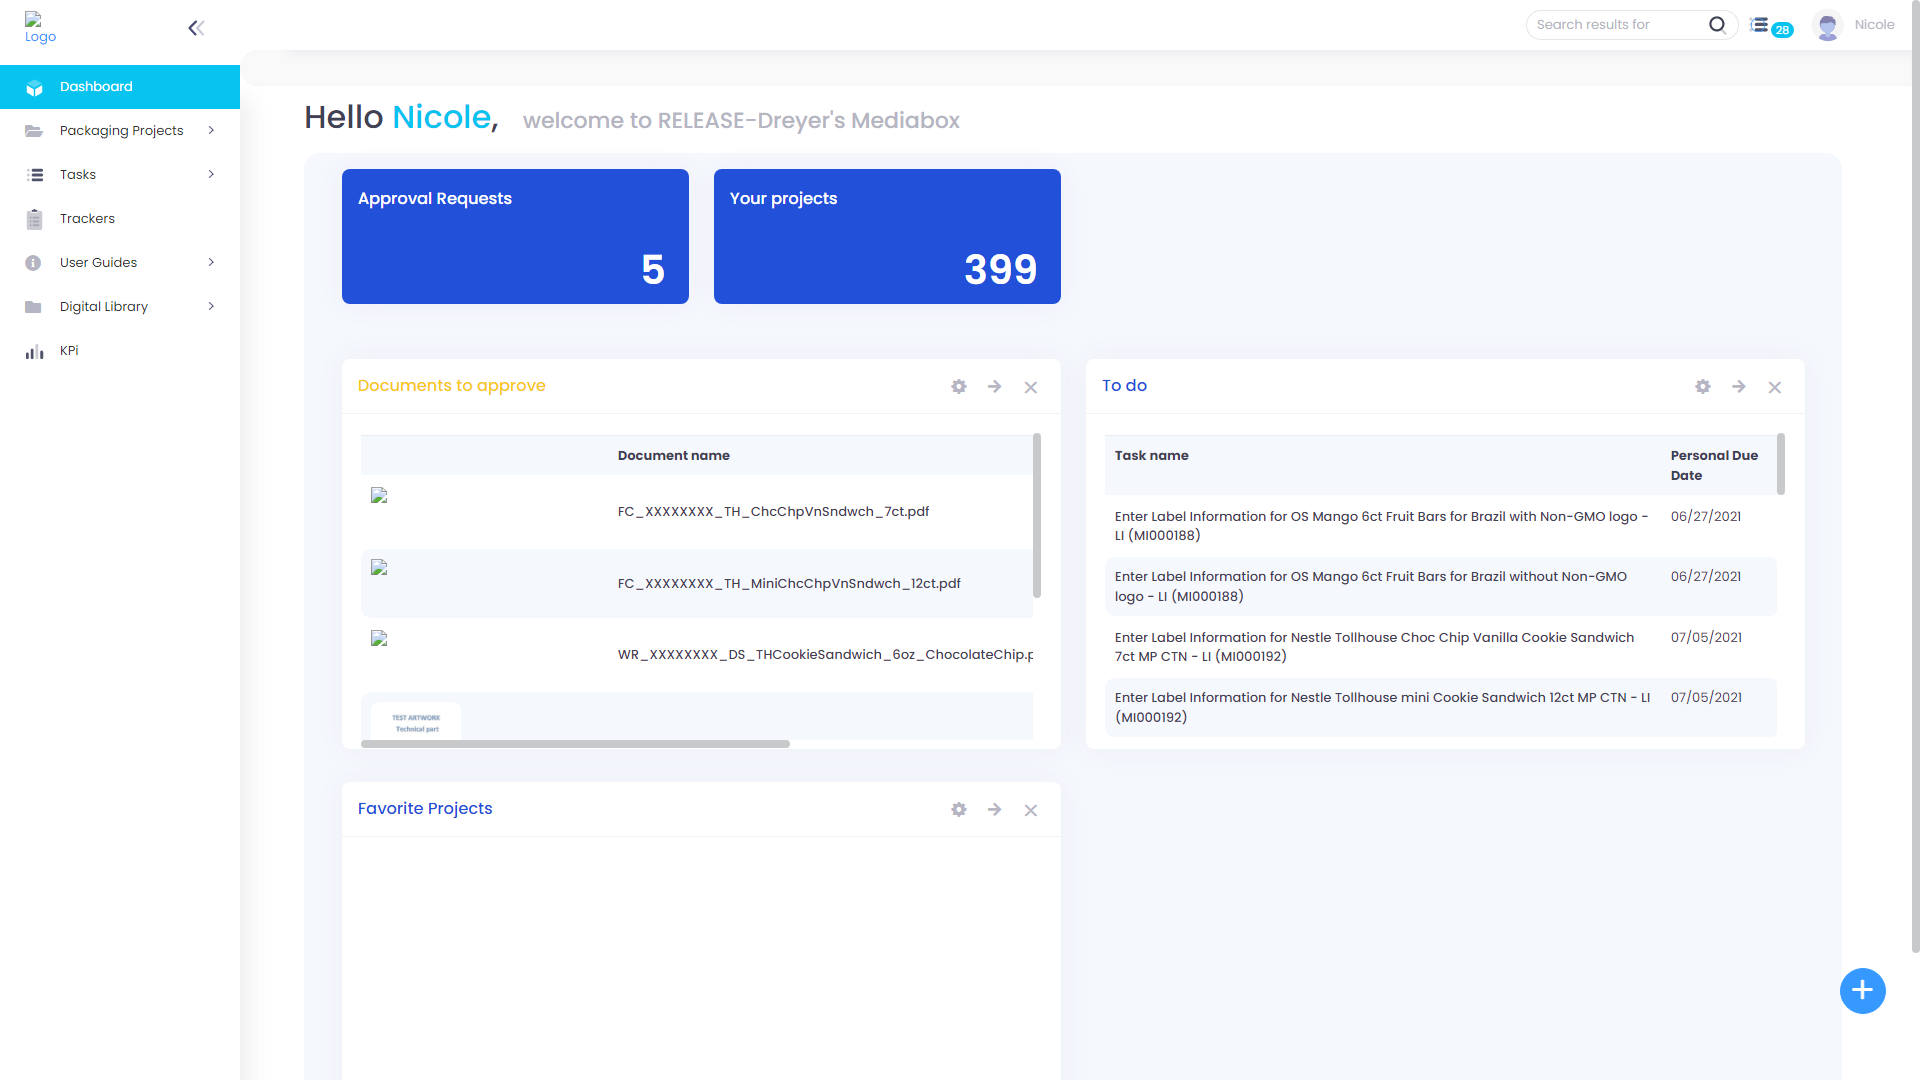 Logo
Search results for
28
Nicole
Dashboard
Packaging Projects
Tasks
Trackers
User Guides
Digital Library
KPi
Hello Nicole, welcome to RELEASE-Dreyer's Mediabox
Approval Requests
5
Your projects
399
Documents to approve
Document name
FC_XXXXXXXX_TH_ChcChpVnSndwch_7ct.pdf
FC_XXXXXXXX_TH_MiniChcChpVnSndwch_12ct.pdf
WR_XXXXXXXX_DS_THCookieSandwich_6oz_ChocolateChip.p
TEST ARTWORK
Technical part
To do
Task name
Personal Due
Date
Enter Label Information for OS Mango 6ct Fruit Bars for Brazil with Non-GMO logo -
LI (MI000188)
06/27/2021
Enter Label Information for OS Mango 6ct Fruit Bars for Brazil without Non-GMO
logo - LI (MI000188)
06/27/2021
Enter Label Information for Nestle Tollhouse Choc Chip Vanilla Cookie Sandwich
7ct MP CTN - LI (MI000192)
07/05/2021
Enter Label Information for Nestle Tollhouse mini Cookie Sandwich 12ct MP CTN - LI
(MI000192)
07/05/2021
Favorite Projects